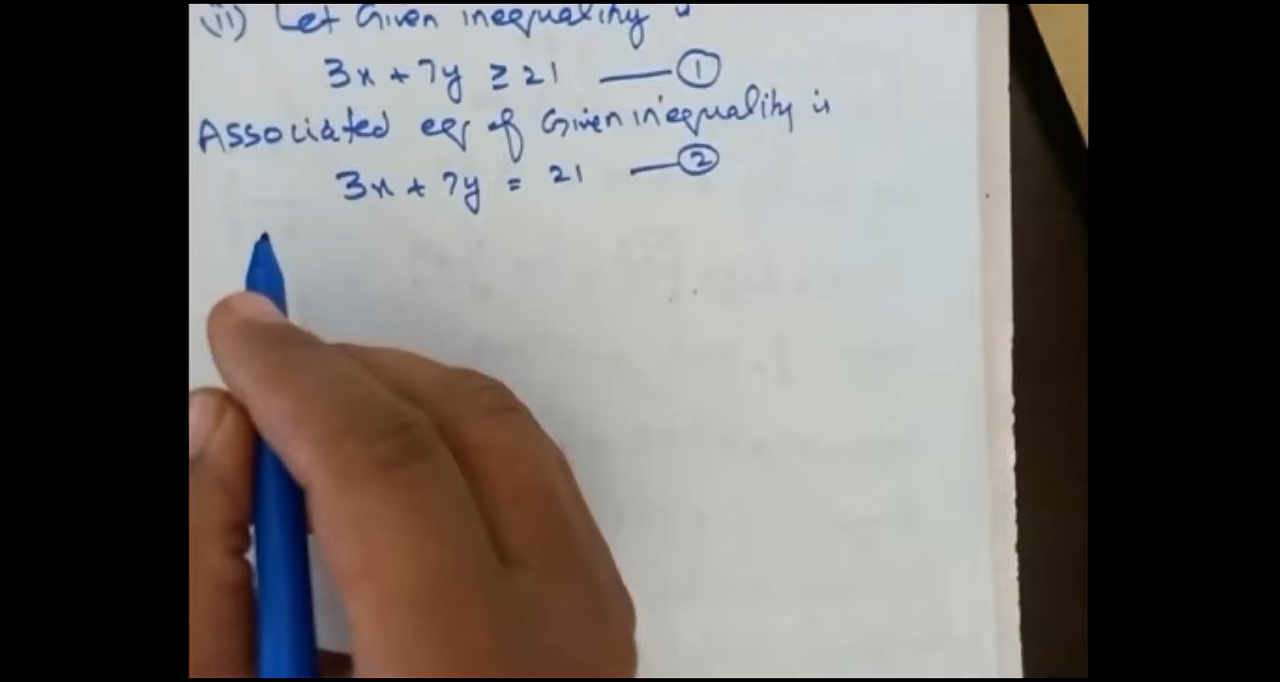 (ii) Let Given inequality is
3x + 7y ≥ 21 —— ①
Associated eq of Given inequality is
3x + 7y = 21 —— ②